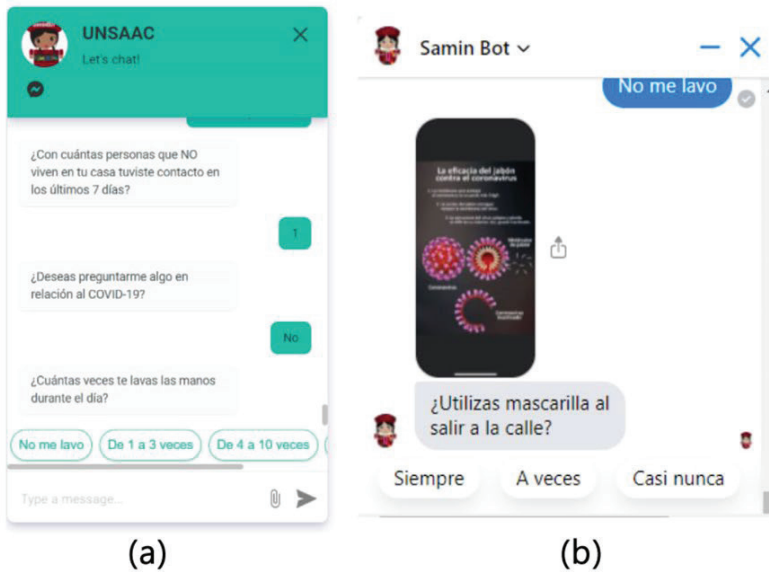 UNSAAC
Let's chat!
¿Con cuántas personas que NO
viven en tu casa tuviste contacto en
los últimos 7 días?
1
¿Deseas preguntarme algo en
relación al COVID-19?
No
¿Cuántas veces te lavas las manos
durante el día?
No me lavo
De 1 a 3 veces
De 4 a 10 veces
Type a message...
(a)
Samin Bot
No me lavo
La eficacia del jabón
contra el coronavirus
Coronavirus
Coronavirus
¿Utilizas mascarilla al
salir a la calle?
Siempre
A veces
Casi nunca
(b)